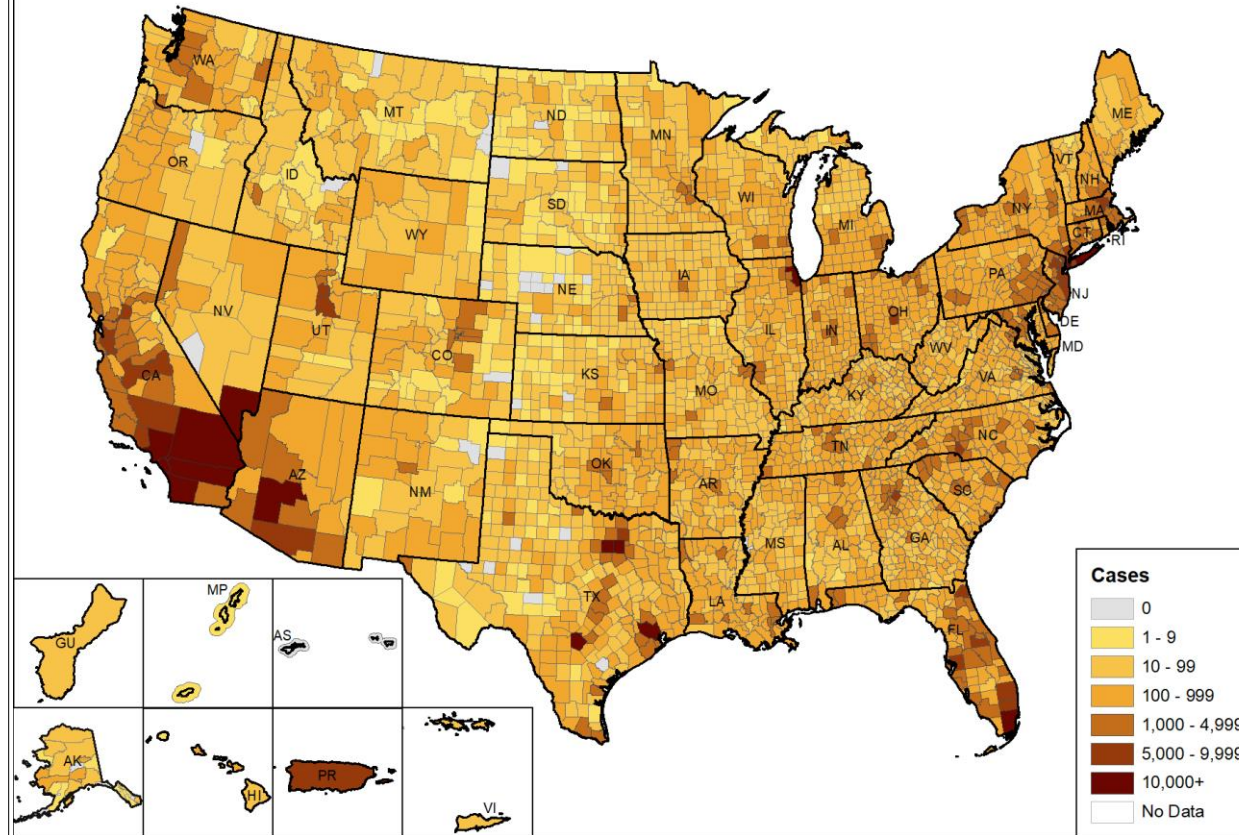 WA
MT
ND
MN
ME
OR
ID
SD
WI
MI
VT
NH
NY
MA
CT
RI
WY
NE
IA
PA
NJ
NV
UT
CO
IL
IN
OH
DE
MD
CA
KS
MO
WV
VA
KY
AZ
NM
OK
AR
TN
NC
SC
TX
LA
MS
AL
GA
FL
GU
MP
AS
AK
HI
PR
VI
Cases
0
1 - 9
10 - 99
100 - 999
1,000 - 4,999
5,000 - 9,999
10,000+
No Data